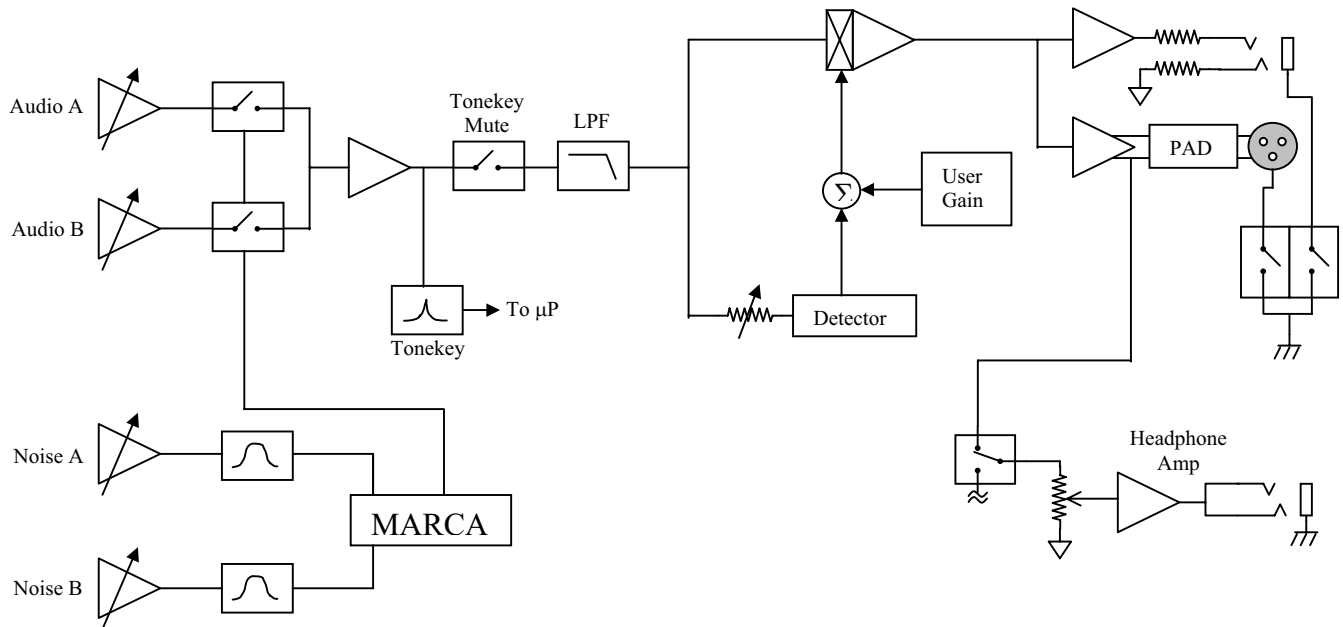 Audio A
Tonekey
Mute
LPF
PAD
User
Gain
Σ
Audio B
To μP
Detector
Tonekey
Noise A
Headphone
Amp
MARCA
Noise B